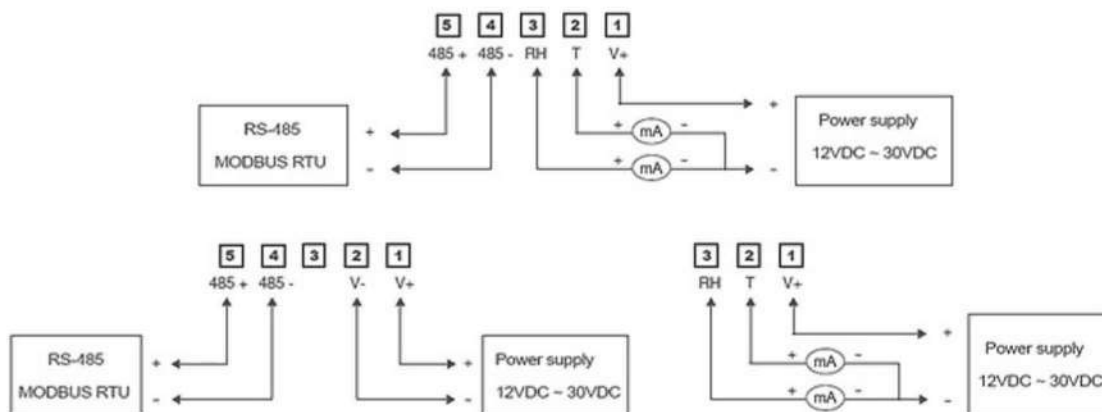 5 4 3 2 1
485 + 485 - RH T V+
+ mA - +
RS-485 + Power supply
+ mA - -
MODBUS RTU - 12VDC ~ 30VDC
5 4 3 2 1
485 + 485 - V- V+
RS-485 + + Power supply
MODBUS RTU - - 12VDC ~ 30VDC
3 2 1
RH T V+
+
+ mA - Power supply
+ mA - - 12VDC ~ 30VDC